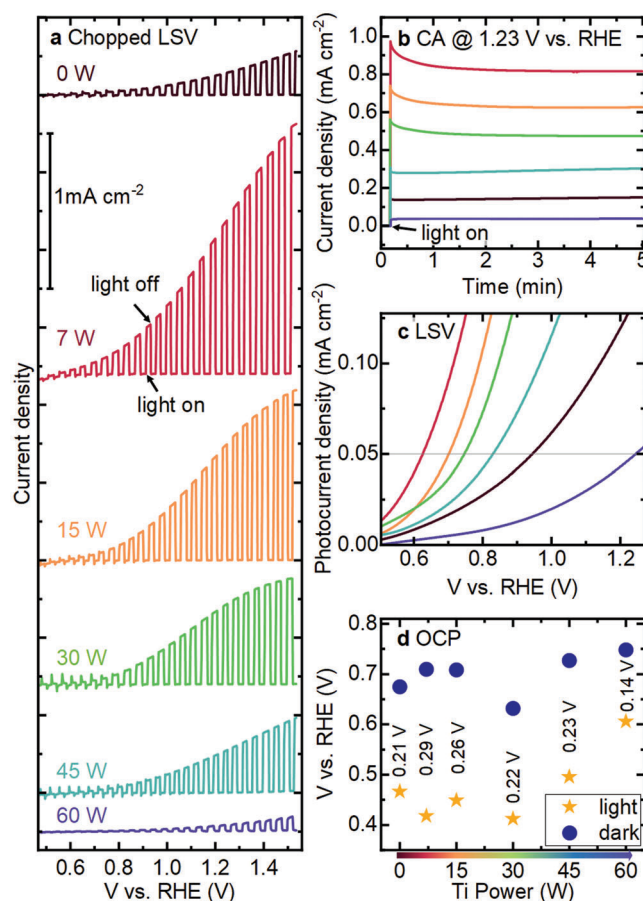 a Chopped LSV
0 W
1mA cm-2
light off
7 W
light on
15 W
30 W
45 W
60 W
Current density
0.6 0.8 1.0 1.2 1.4
V vs. RHE (V)
b CA @ 1.23 V vs. RHE
Current density (mA cm-2)
1.0
0.8
0.6
0.4
0.2
0.0
light on
0 1 2 3 4 5
Time (min)
c LSV
Photocurrent density (mA cm-2)
0.10
0.05
0.00
0.6 0.8 1.0 1.2
V vs. RHE (V)
d OCP
V vs. RHE (V)
0.8
0.7
0.6
0.5
0.4
0.21 V
0.29 V
0.26 V
0.22 V
0.23 V
0.14 V
light
dark
0 15 30 45 60
Ti Power (W)